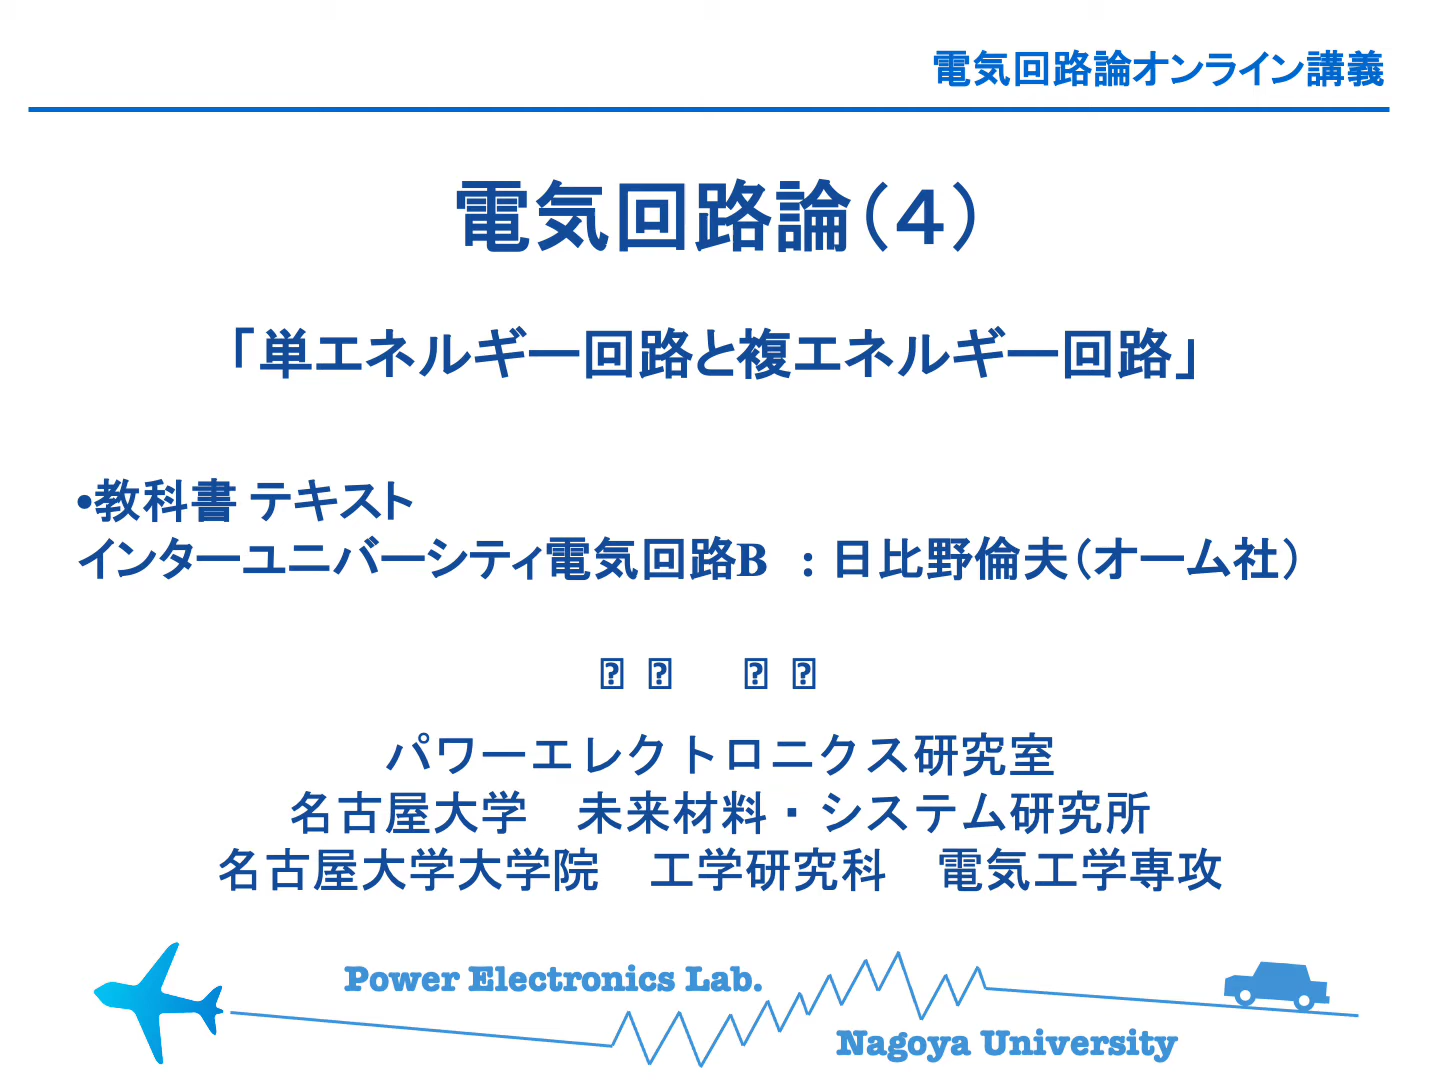 電気回路論オンライン講義
電気回路論（４）
「単エネルギー回路と複エネルギー回路」
•教科書 テキスト
インターユニバーシティ電気回路B　: 日比野倫夫（オーム社）
パワーエレクトロニクス研究室
名古屋大学　未来材料・システム研究所
名古屋大学大学院　工学研究科　電気工学専攻
Power Electronics Lab.
Nagoya University